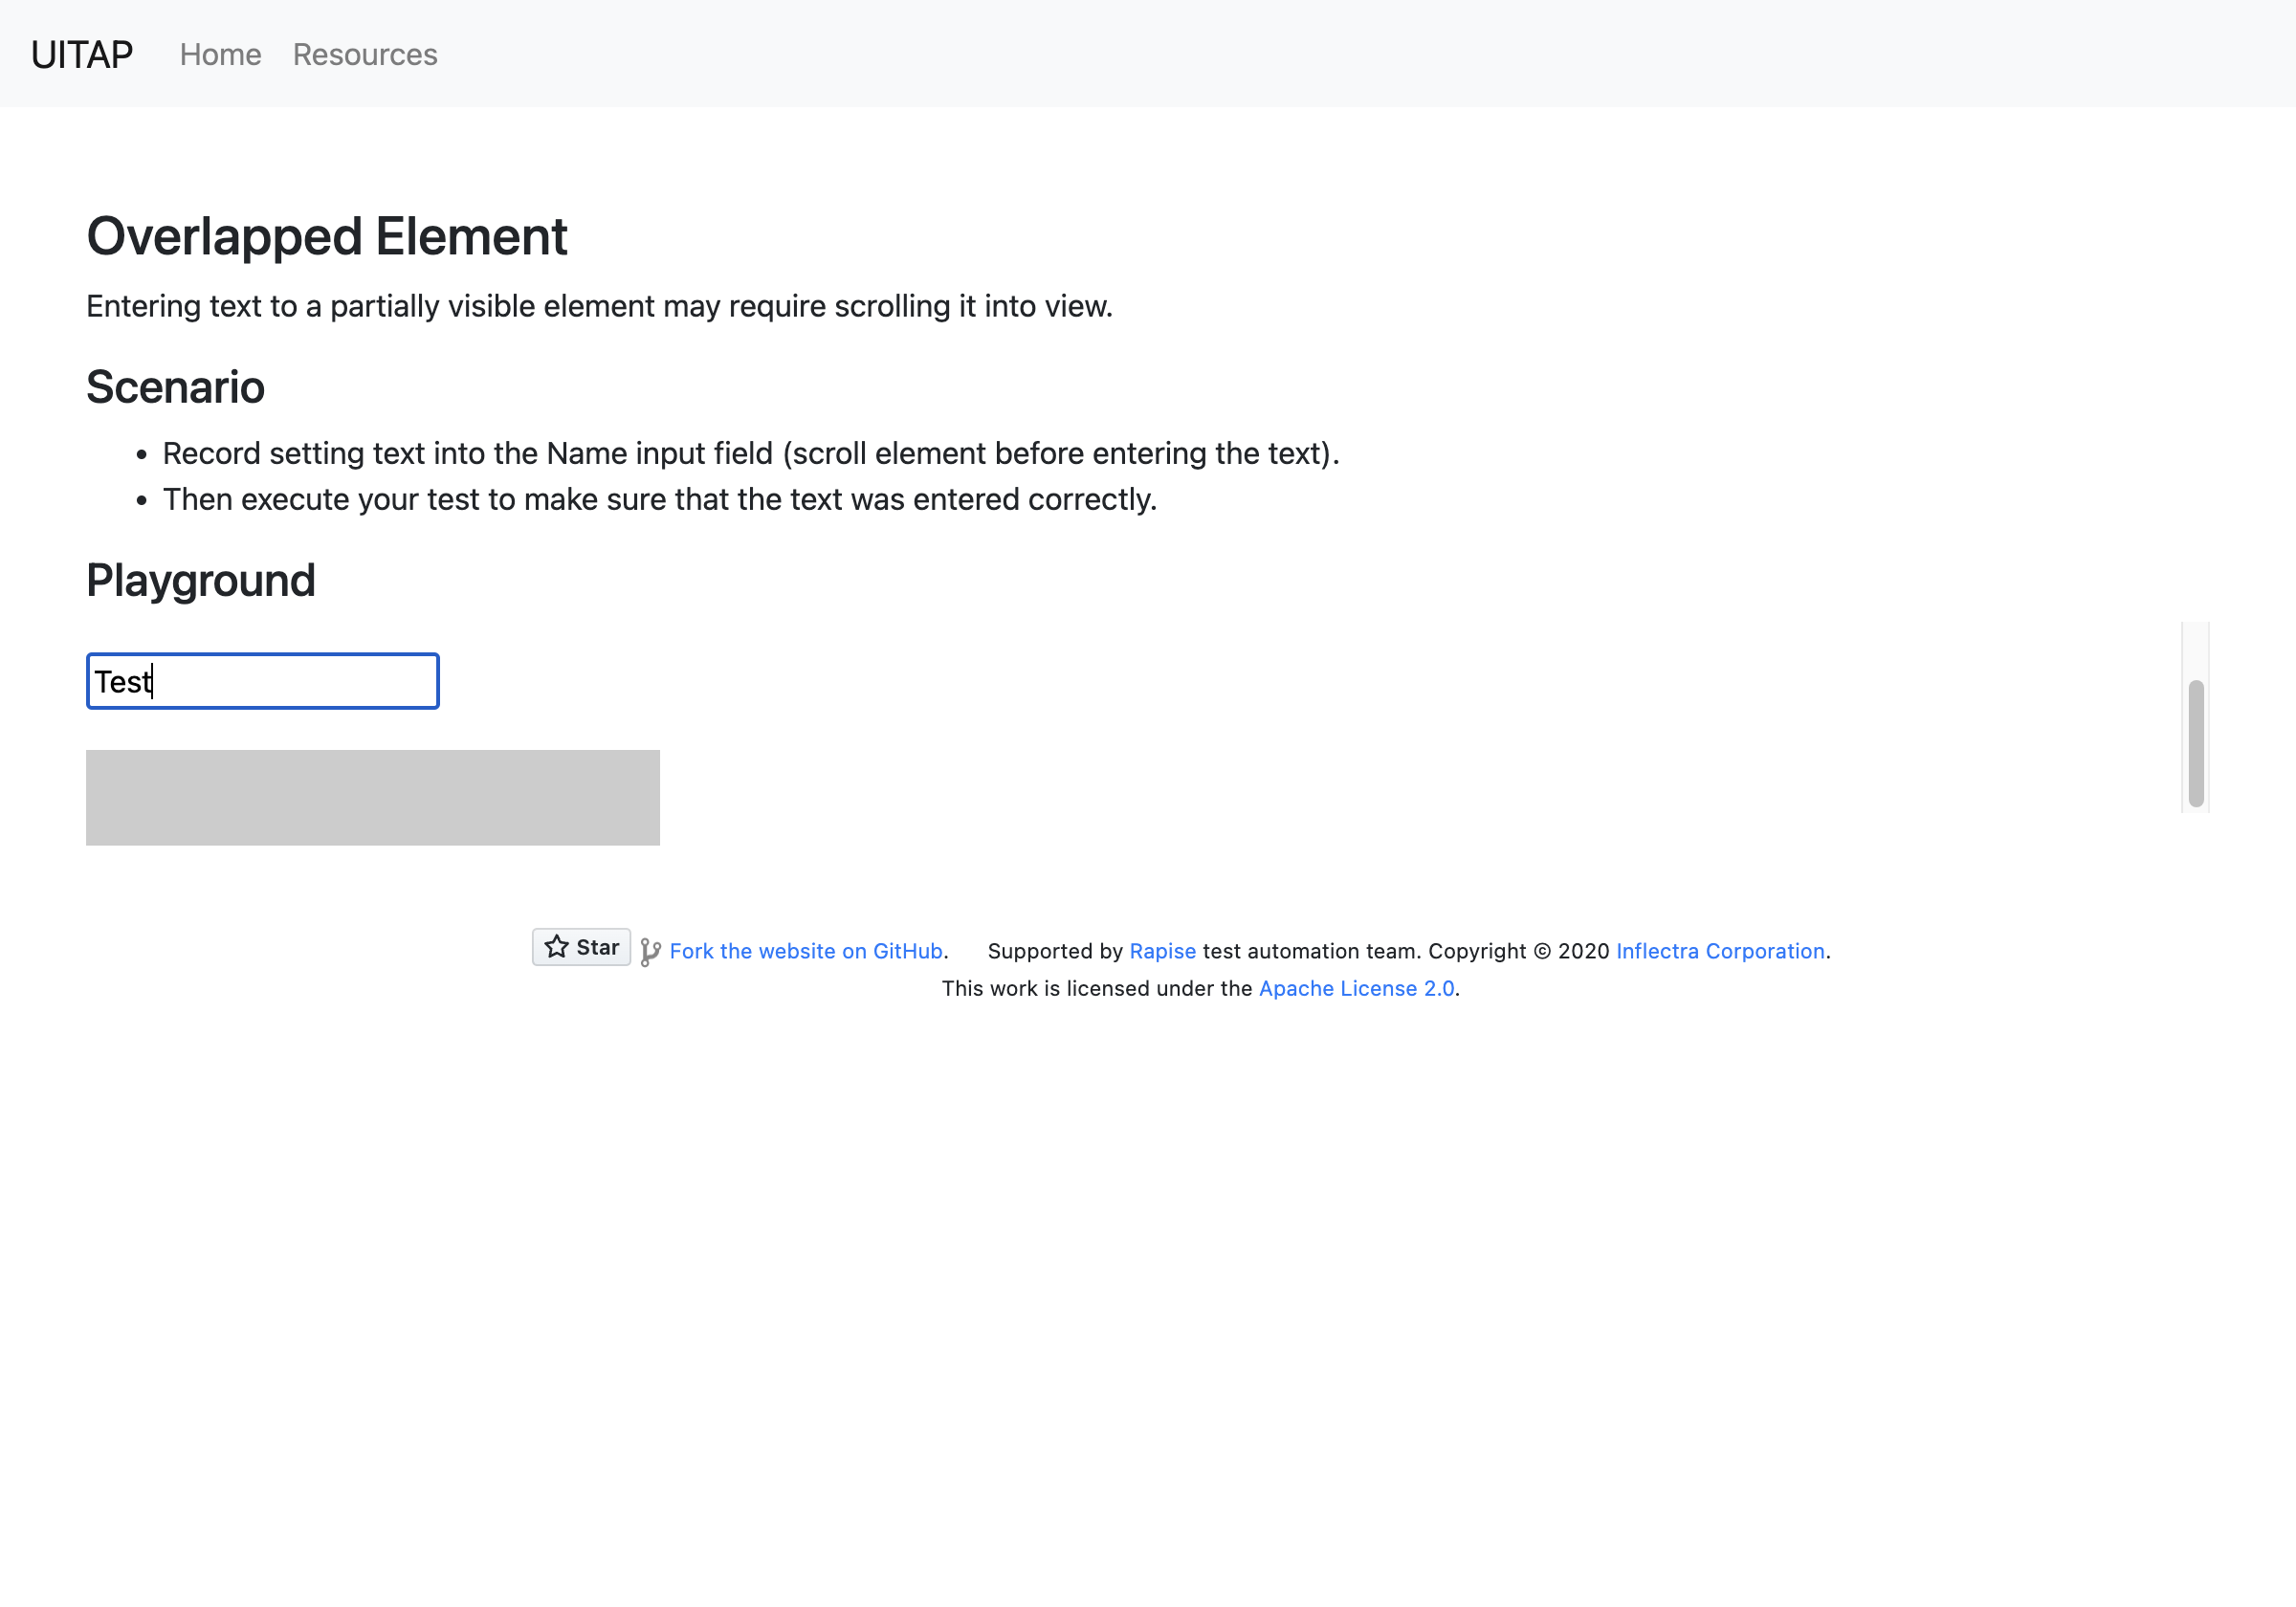 UITAP Home Resources
Overlapped Element
Entering text to a partially visible element may require scrolling it into view.
Scenario
• Record setting text into the Name input field (scroll element before entering the text).
• Then execute your test to make sure that the text was entered correctly.
Playground
Test
Star Fork the website on GitHub. Supported by Rapise test automation team. Copyright © 2020 Inflectra Corporation.
This work is licensed under the Apache License 2.0.